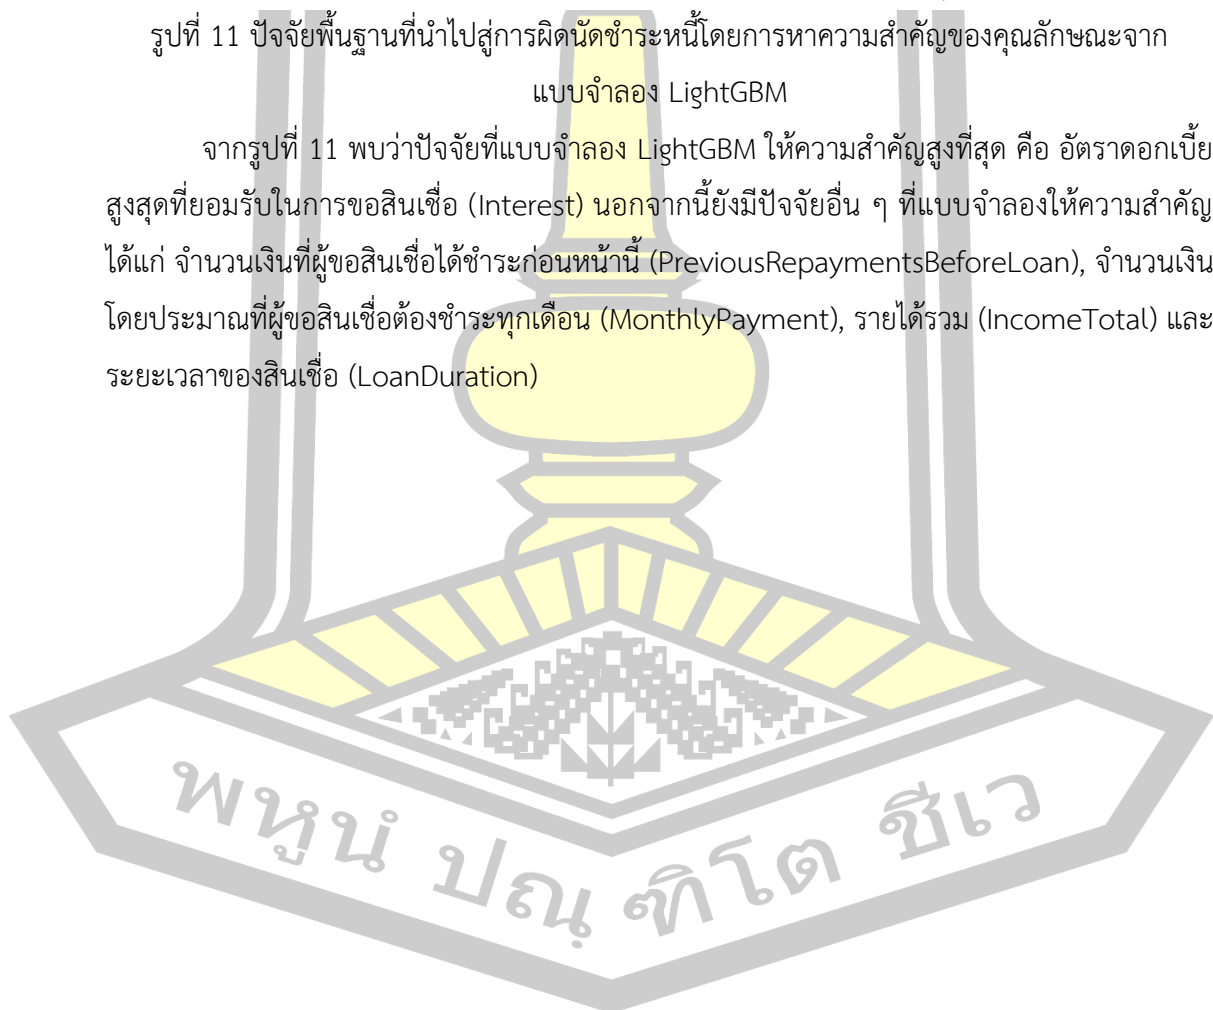 รูปที่ 11 ปัจจัยพื้นฐานที่นำไปสู่การผิดนัดชำระหนี้โดยการหาความสำคัญของคุณลักษณะจาก
แบบจำลอง LightGBM
จากรูปที่ 11 พบว่าปัจจัยที่แบบจำลอง LightGBM ให้ความสำคัญสูงที่สุด คือ อัตราดอกเบี้ย
สูงสุดที่ยอมรับในการขอสินเชื่อ (Interest) นอกจากนี้ยังมีปัจจัยอื่น ๆ ที่แบบจำลองให้ความสำคัญ
ได้แก่ จำนวนเงินที่ผู้ขอสินเชื่อได้ชำระก่อนหน้านี้ (PreviousRepaymentsBeforeLoan), จำนวนเงิน
โดยประมาณที่ผู้ขอสินเชื่อต้องชำระทุกเดือน (MonthlyPayment), รายได้รวม (IncomeTotal) และ
ระยะเวลาของสินเชื่อ (LoanDuration)
พหูนํ ปณฺ ฑิโต ชีเว